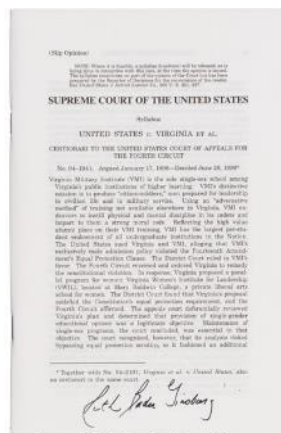 (Slip Opinion)
NOTE: Where it is feasible, a syllabus (headnote) will be released, as is
being done in connection with this case, at the time the opinion is issued.
The syllabus constitutes no part of the opinion of the Court but has been
prepared by the Reporter of Decisions for the convenience of the reader.
SUPREME COURT OF THE UNITED STATES
Syllabus
UNITED STATES v. VIRGINIA ET AL.
CERTIORARI TO THE UNITED STATES COURT OF APPEALS FOR
THE FOURTH CIRCUIT
No. 94–1941. Argued January 17, 1996—Decided June 26, 1996*
Virginia Military Institute (VMI) is the sole single-sex school among
Virginia's public institutions of higher learning. VMI's distinctive
mission is to produce "citizen-soldiers," men prepared for leadership
in civilian life and in military service. Using an "adversative
method" of training not available elsewhere in Virginia, VMI en-
deavors to instill physical and mental discipline in its cadets and
impart to them a strong moral code. Reflecting the high value
alumni place on their VMI training, VMI has the largest per-stu-
dent endowment of all undergraduate institutions in the Nation.
The United States sued Virginia and VMI, alleging that VMI's
exclusively male admission policy violated the Fourteenth Amend-
ment's Equal Protection Clause. The District Court ruled in VMI's
favor. The Fourth Circuit reversed and ordered Virginia to remedy
the constitutional violation. In response, Virginia proposed a paral-
lel program for women: Virginia Women's Institute for Leadership
(VWIL), located at Mary Baldwin College, a private liberal arts
school for women. The District Court found that Virginia's proposal
satisfied the Constitution's equal protection requirement, and the
Fourth Circuit affirmed. The appeals court deferentially reviewed
Virginia's plan and determined that provision of single-gender
educational options was a legitimate objective. Maintenance of
single-sex programs, the court concluded, was essential to that
objective. The court recognized, however, that its analysis risked
bypassing equal protection scrutiny, so it fashioned an additional
* Together with No. 94–2107, Virginia et al. v. United States, also
on certiorari to the same court.
Ruth Bader Ginsburg